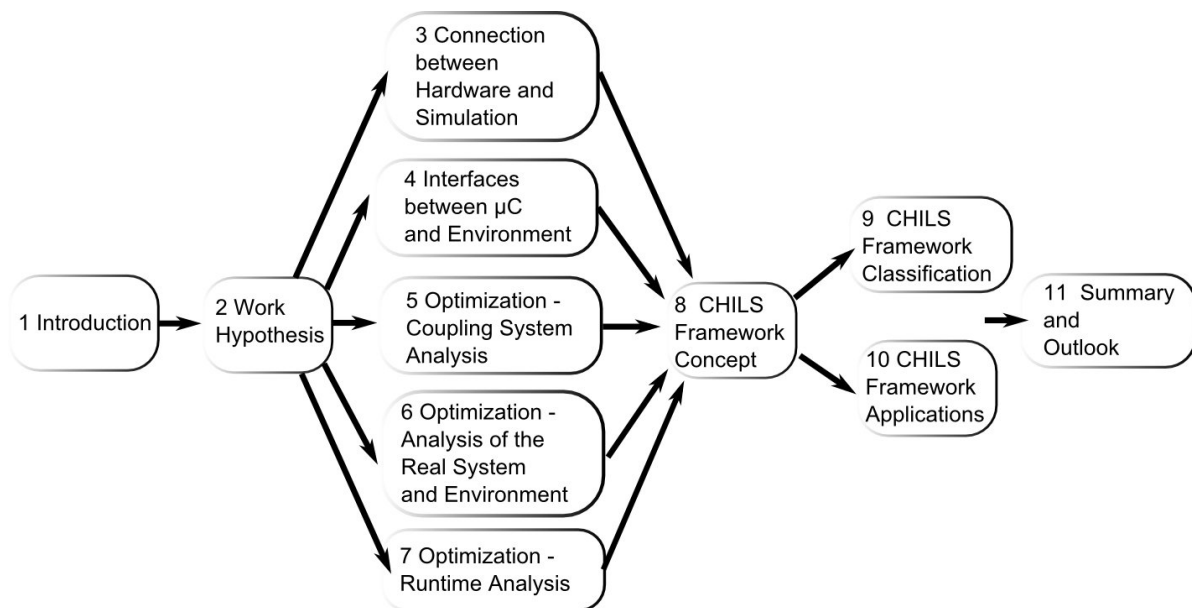 1 Introduction
2 Work
Hypothesis
3 Connection
between
Hardware and
Simulation
4 Interfaces
between µC
and Environment
5 Optimization -
Coupling System
Analysis
6 Optimization -
Analysis of the
Real System
and Environment
7 Optimization -
Runtime Analysis
8 CHILS
Framework
Concept
9 CHILS
Framework
Classification
10 CHILS
Framework
Applications
11 Summary
and
Outlook